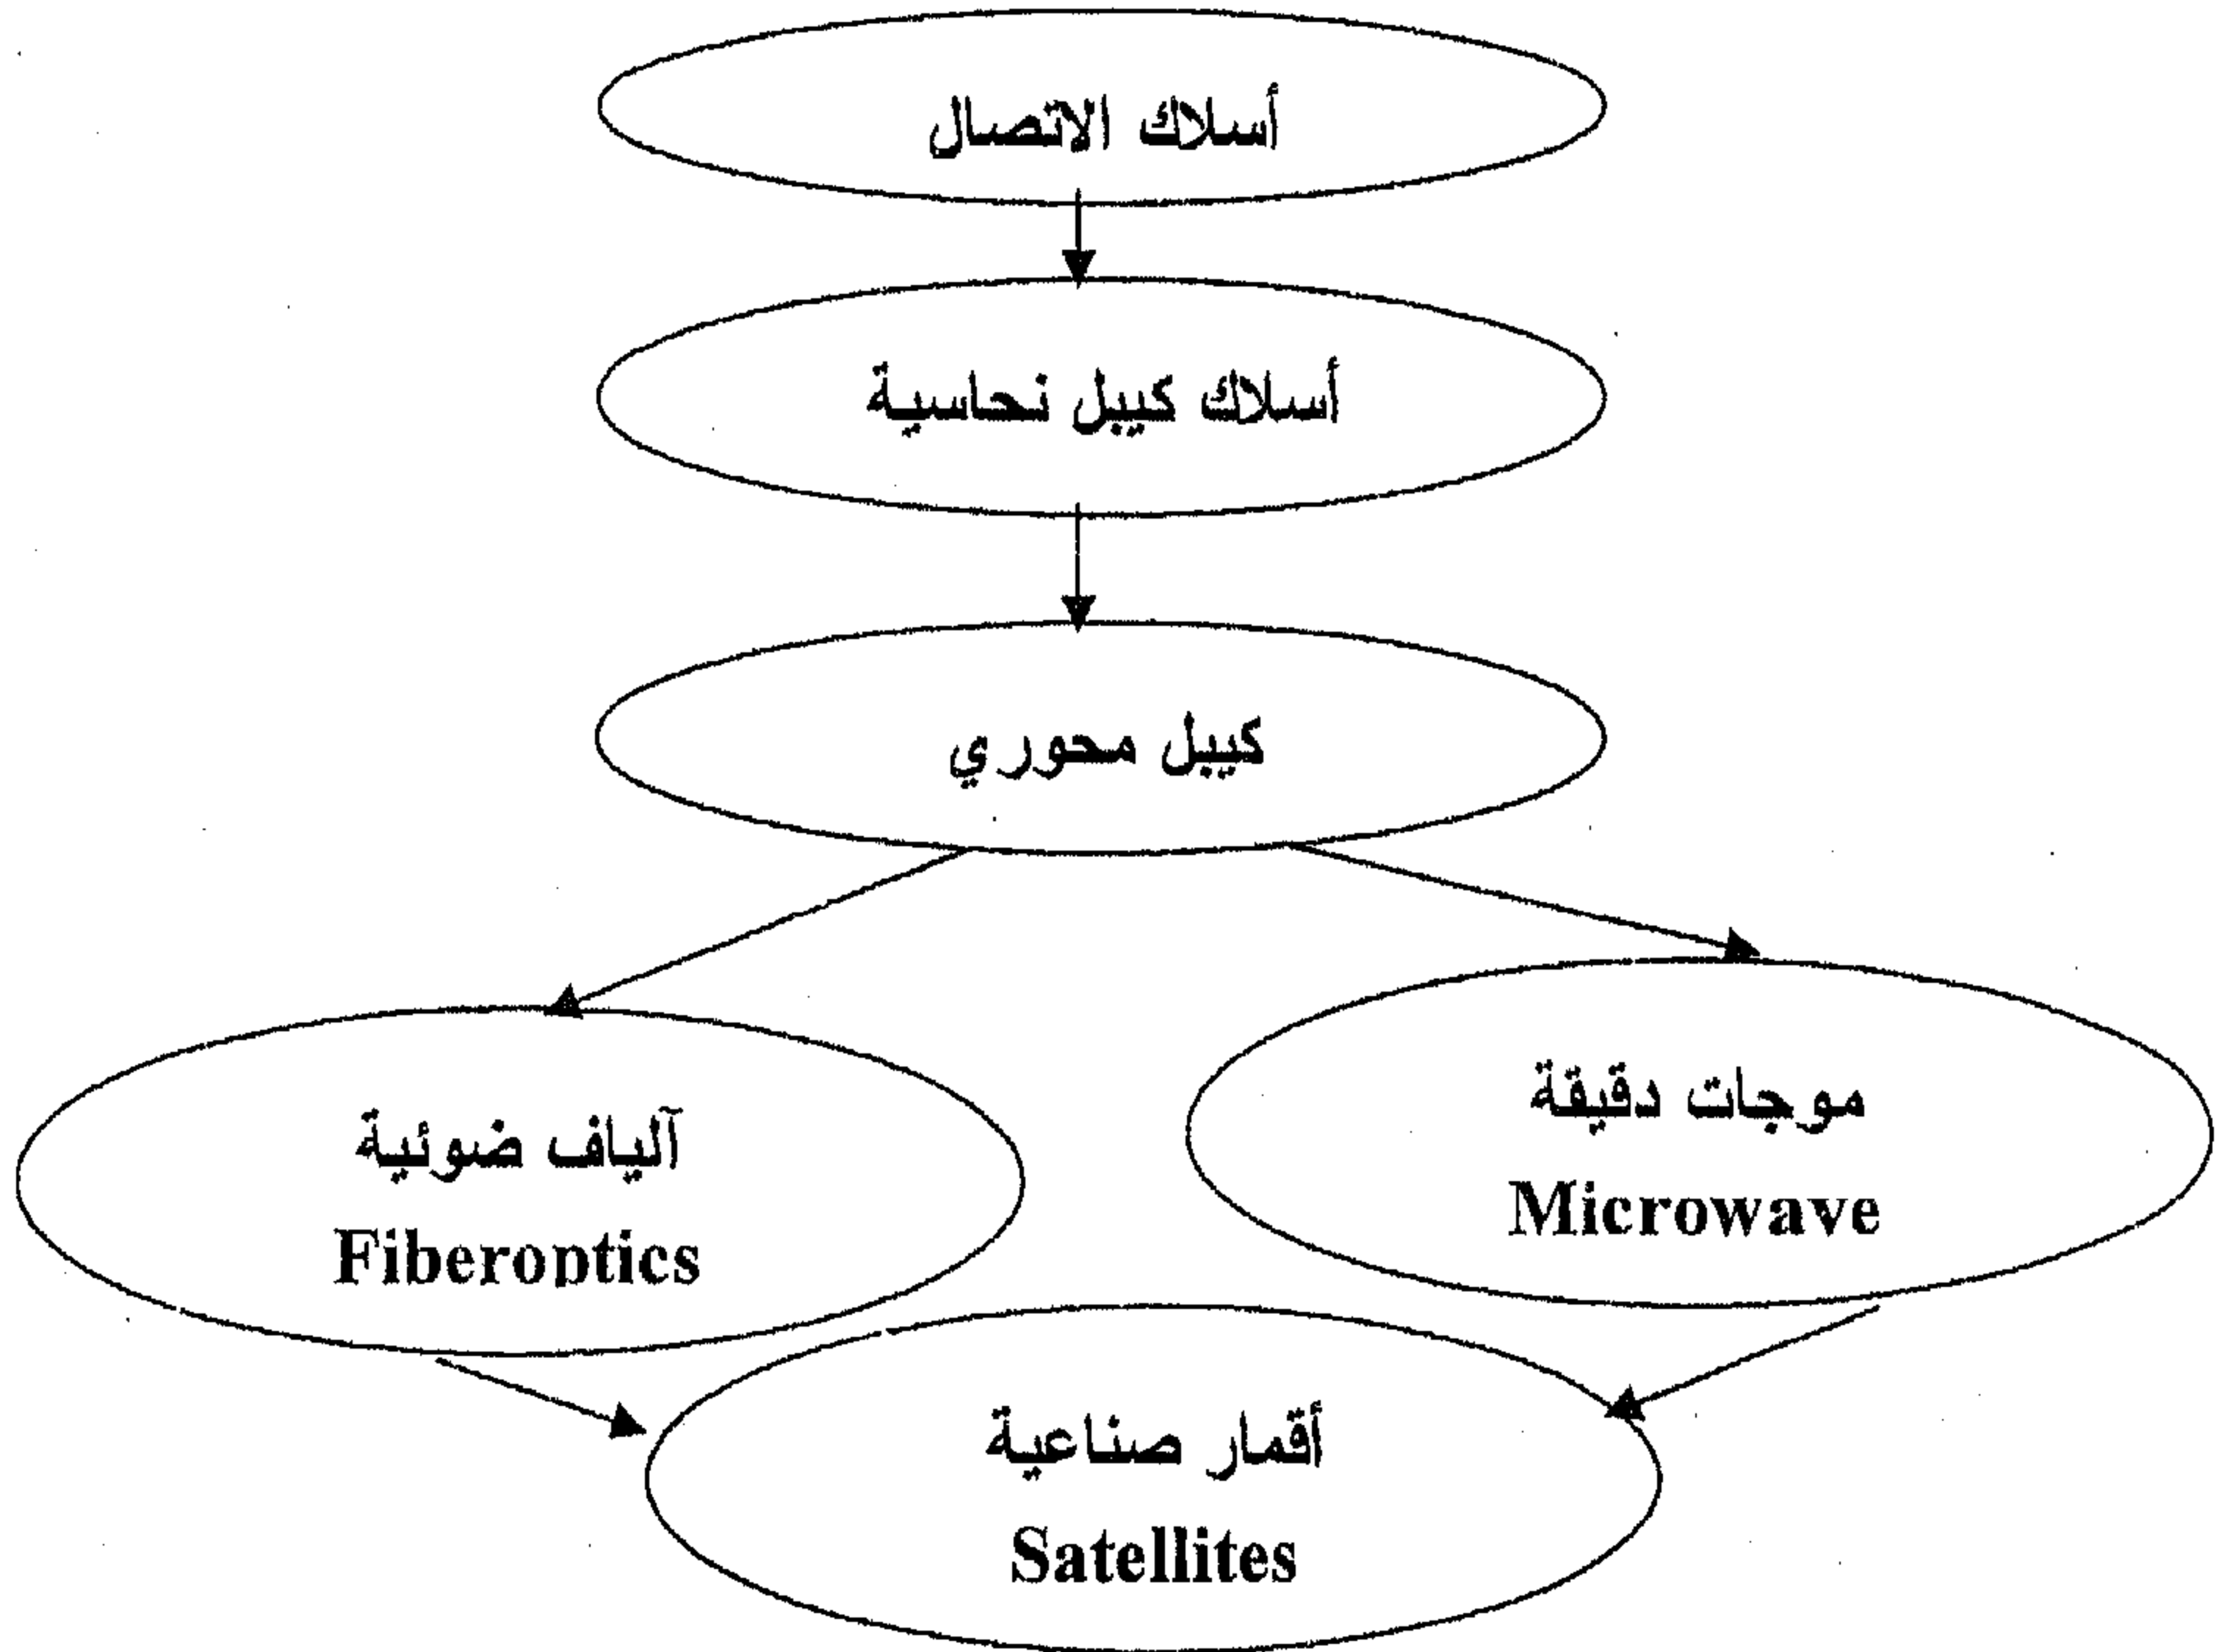 أسلاك الاتصال
أسلاك كيبل نحاسية
كيبل محوري
موجات دقيقة
Microwave
آلياف ضوئية
Fiberoptics
أقمار صناعية
Satellites